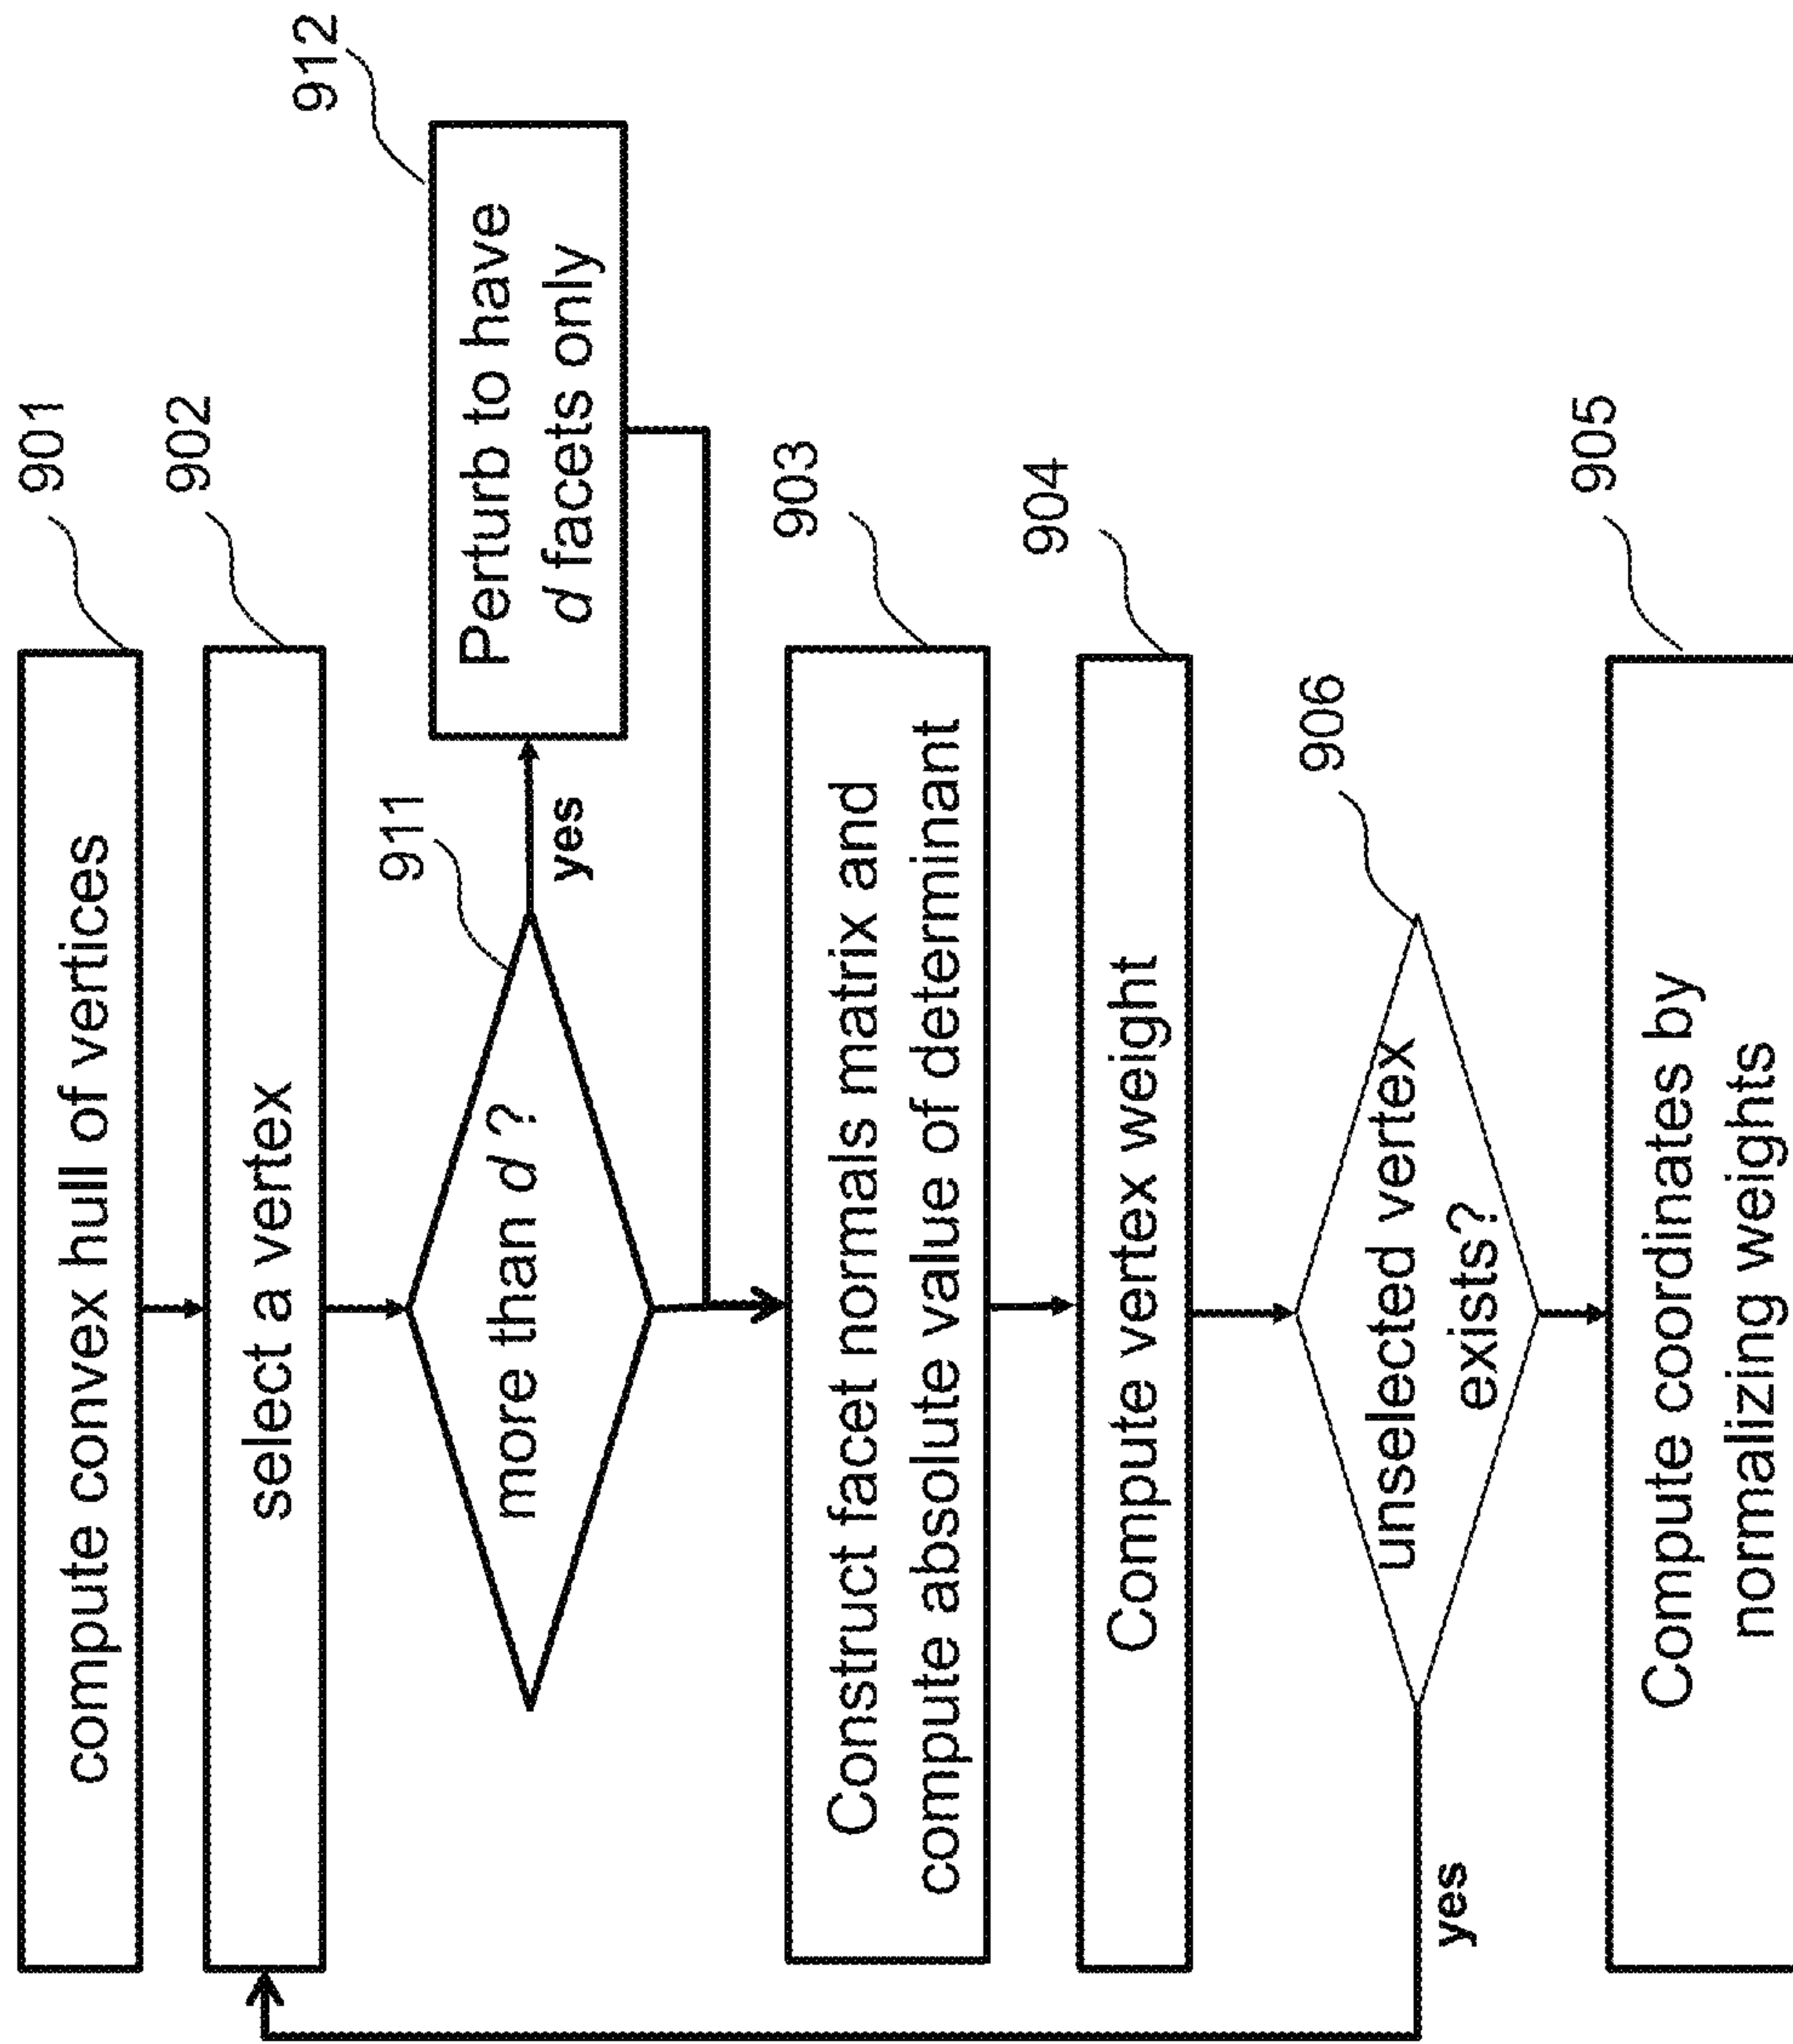 901
compute convex hull of vertices
902
select a vertex
911
more than d ?
yes
912
Perturb to have
d facets only
903
Construct facet normals matrix and
compute absolute value of determinant
904
Compute vertex weight
906
unselected vertex
exists?
yes
905
Compute coordinates by
normalizing weights